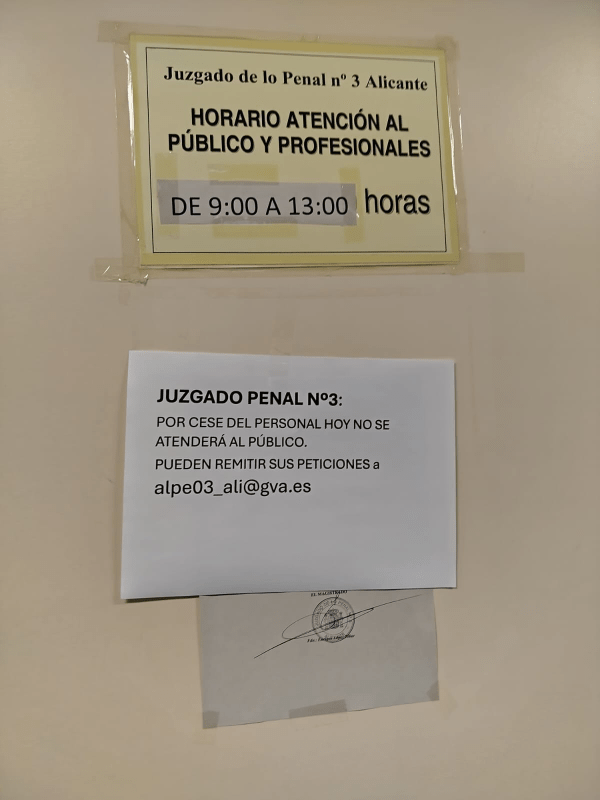 Juzgado de lo Penal nº 3 Alicante
HORARIO ATENCIÓN AL
PÚBLICO Y PROFESIONALES
DE 9:00 A 13:00 horas
JUZGADO PENAL Nº3:
POR CESE DEL PERSONAL HOY NO SE
ATENDERÁ AL PÚBLICO.
PUEDEN REMITIR SUS PETICIONES a
alpe03_ali@gva.es
EL MAGISTRADO